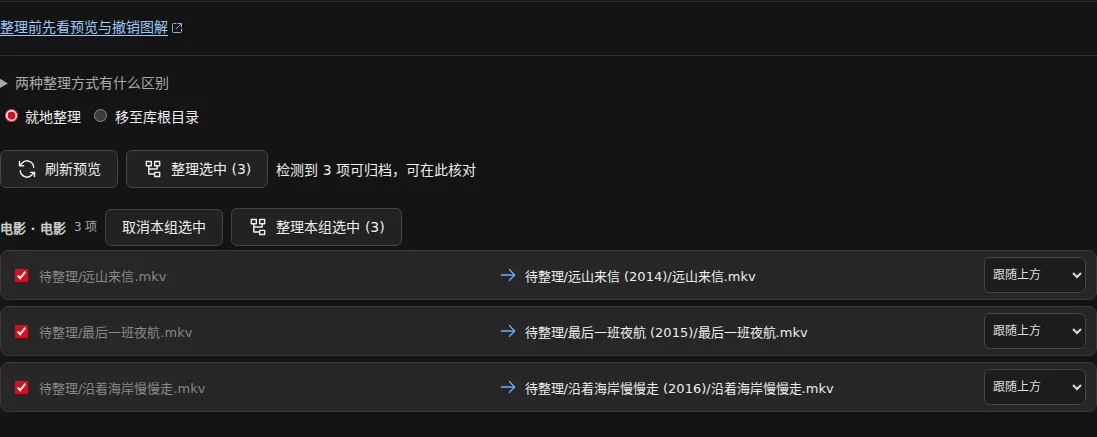 整理前先看预览与撤销图解
两种整理方式有什么区别
就地整理 移至库根目录
刷新预览 整理选中 (3) 检测到 3 项可归档，可在此核对
电影 · 电影 3 项 取消本组选中 整理本组选中 (3)
待整理/远山来信.mkv 待整理/远山来信 (2014)/远山来信.mkv 跟随上方
待整理/最后一班夜航.mkv 待整理/最后一班夜航 (2015)/最后一班夜航.mkv 跟随上方
待整理/沿着海岸慢慢走.mkv 待整理/沿着海岸慢慢走 (2016)/沿着海岸慢慢走.mkv 跟随上方